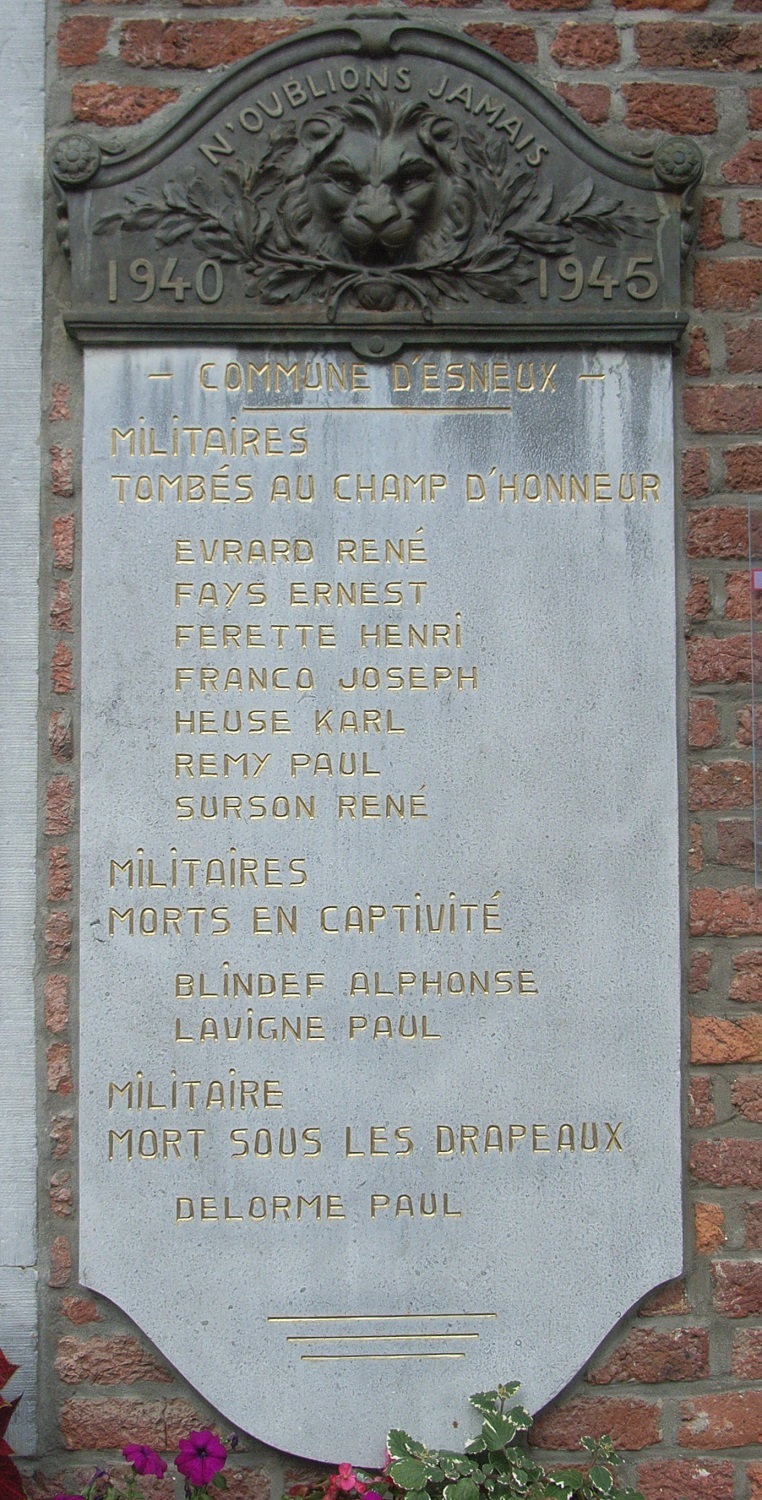 N'OUBLIONS JAMAIS
1940 1945
- COMMUNE D'ESNEUX -
MILITAIRES
TOMBÉS AU CHAMP D'HONNEUR
EVRARD RENÉ
FAYS ERNEST
FERETTE HENRI
FRANCO JOSEPH
HEUSE KARL
REMY PAUL
SURSON RENÉ
MILITAIRES
MORTS EN CAPTIVITÉ
BLINDEF ALPHONSE
LAVIGNE PAUL
MILITAIRE
MORT SOUS LES DRAPEAUX
DELORME PAUL